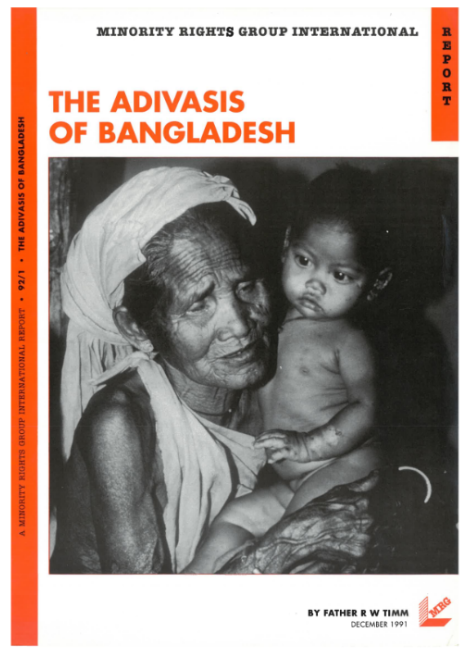 MINORITY RIGHTS GROUP INTERNATIONAL
REPORT
THE ADIVASIS
OF BANGLADESH
A MINORITY RIGHTS GROUP INTERNATIONAL REPORT • 92/1 • THE ADIVASIS OF BANGLADESH
BY FATHER R W TIMM
DECEMBER 1991
MRG